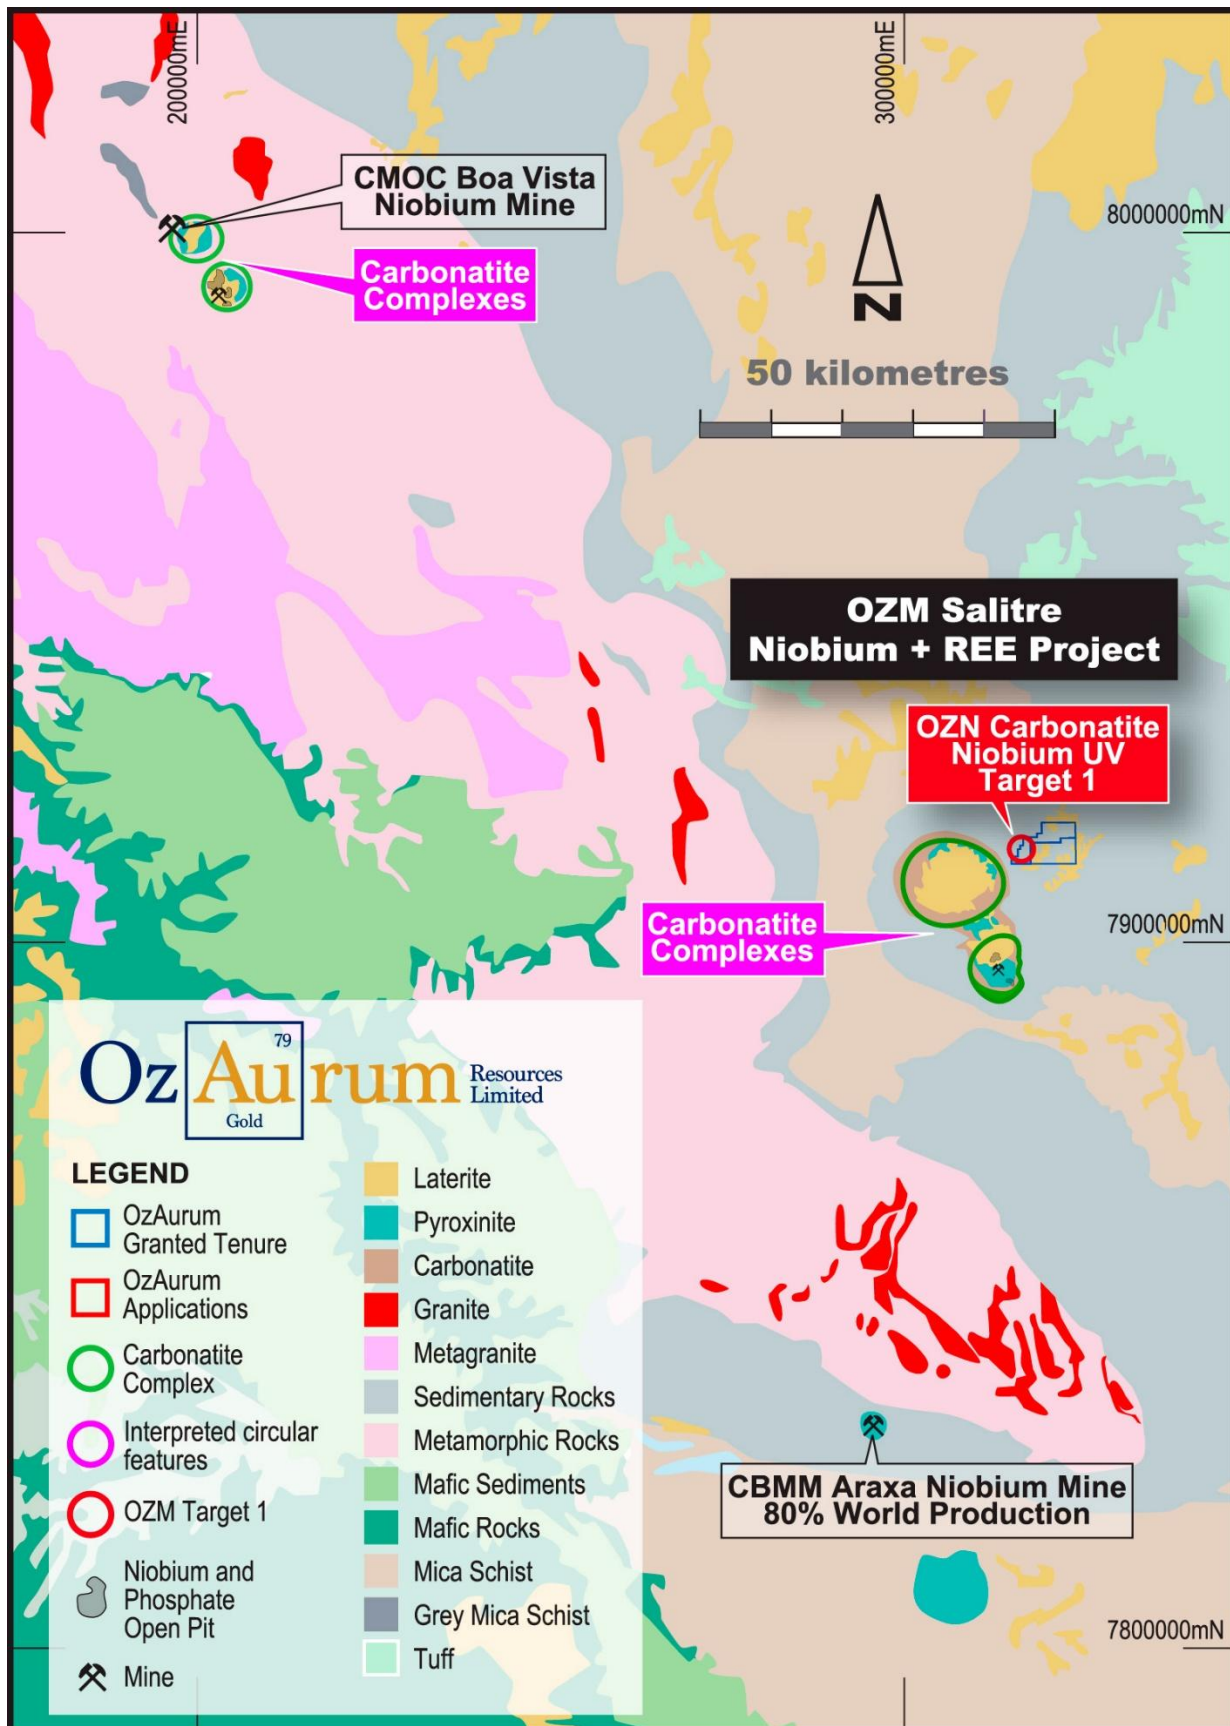 200000mE
300000mE
CMOC Boa Vista
Niobium Mine
8000000mN
Carbonatite
Complexes
N
50 kilometres
OZM Salitre
Niobium + REE Project
OZN Carbonatite
Niobium UV
Target 1
Carbonatite
Complexes
7900000mN
79
OzAurum
Resources
Limited
Gold
LEGEND
OzAurum
Granted Tenure
OzAurum
Applications
Carbonatite
Complex
Interpreted circular
features
OZM Target 1
Niobium and
Phosphate
Open Pit
Mine
Laterite
Pyroxinite
Carbonatite
Granite
Metagranite
Sedimentary Rocks
Metamorphic Rocks
Mafic Sediments
Mafic Rocks
Mica Schist
Grey Mica Schist
Tuff
CBMM Araxa Niobium Mine
80% World Production
7800000mN